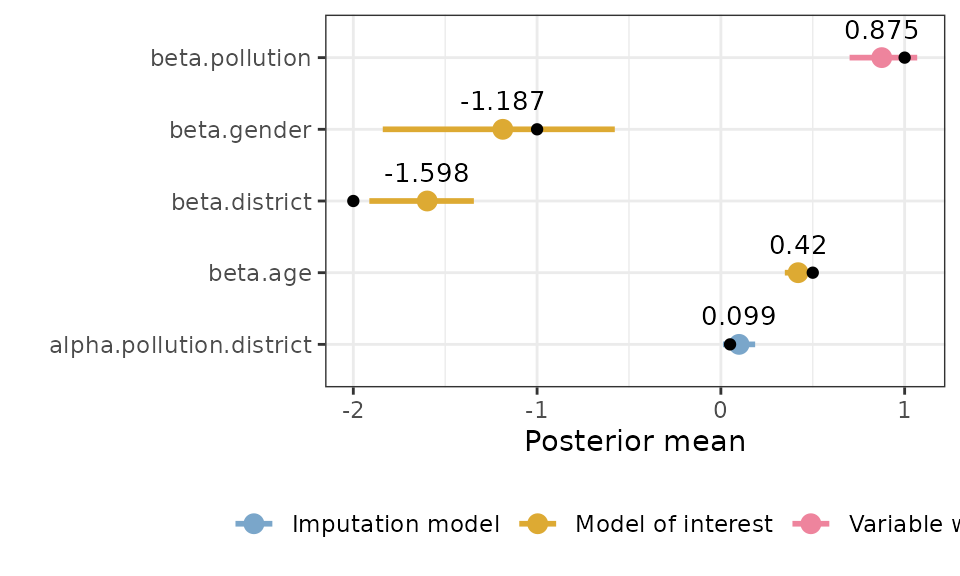 beta.pollution 0.875
beta.gender -1.187
beta.district -1.598
beta.age 0.42
alpha.pollution.district 0.099
-2 -1 0 1
Posterior mean
Imputation model Model of interest Variable